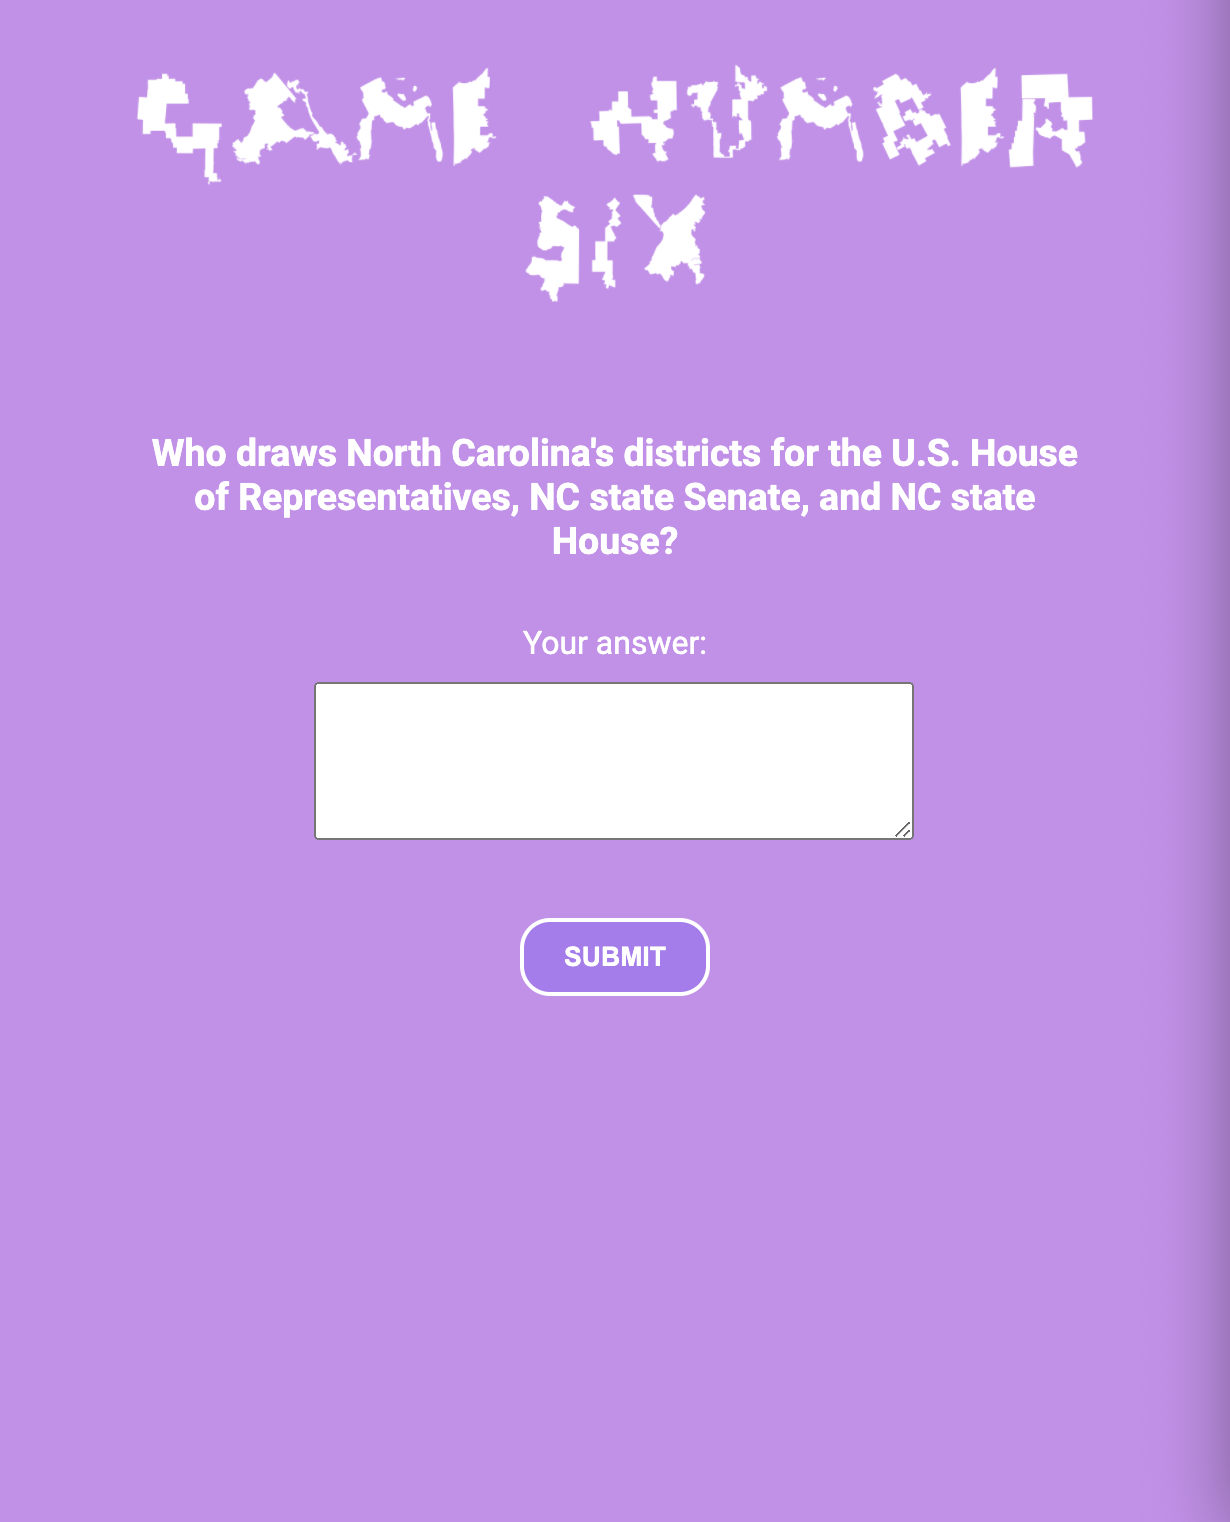 GAME NUMBER
SIX
Who draws North Carolina's districts for the U.S. House
of Representatives, NC state Senate, and NC state
House?
Your answer:
SUBMIT